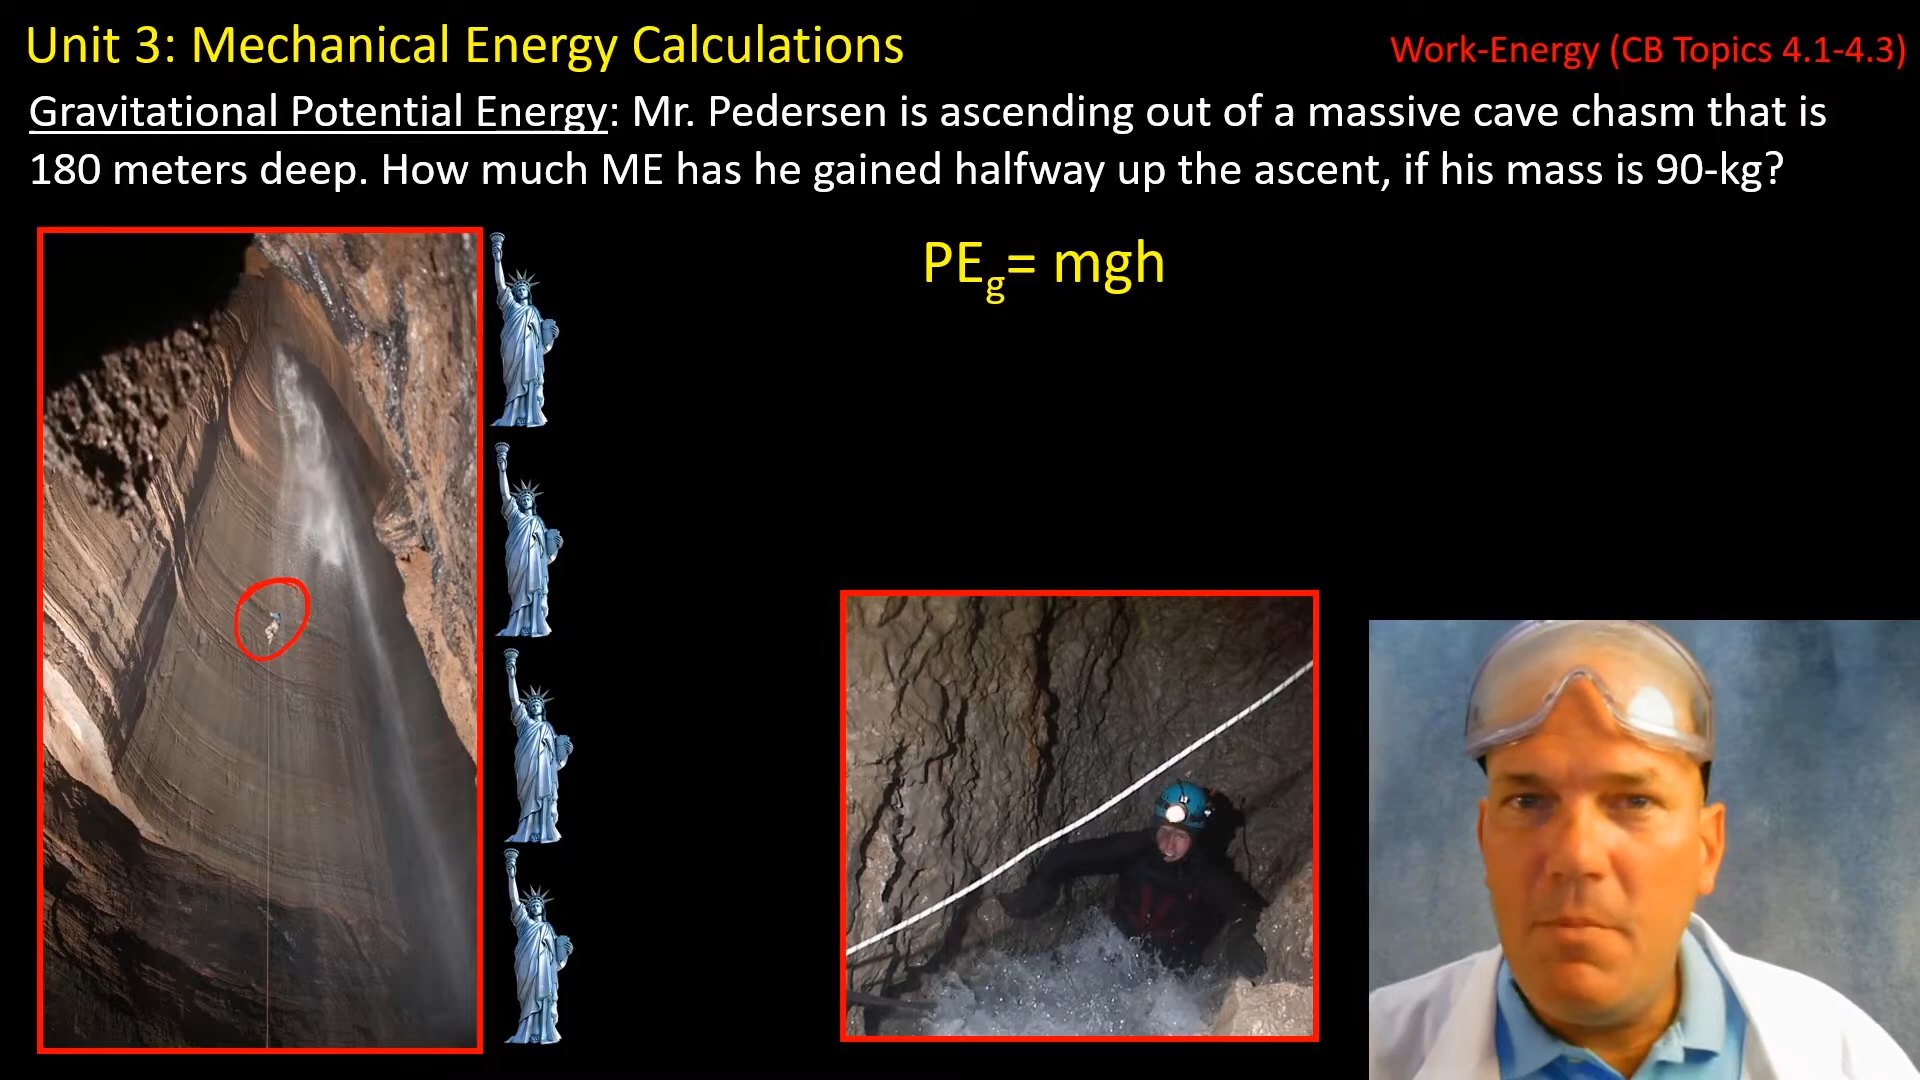 Unit 3: Mechanical Energy Calculations
Work-Energy (CB Topics 4.1-4.3)
Gravitational Potential Energy: Mr. Pedersen is ascending out of a massive cave chasm that is
180 meters deep. How much ME has he gained halfway up the ascent, if his mass is 90-kg?
PEg= mgh